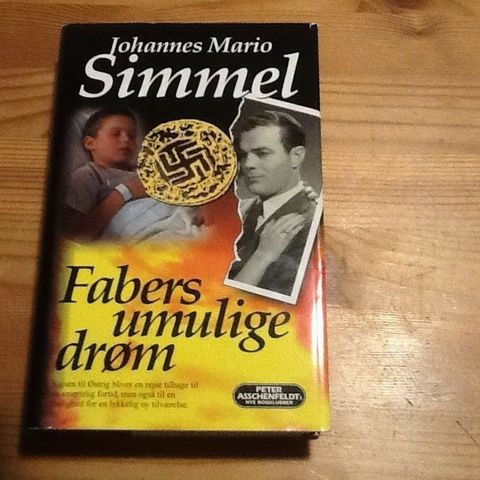 Johannes Mario
Simmel
Fabers
umulige
drøm
til Østrig bliver en rejse tilbage til
fortid, men også til en
for en lykkelig ny tilværelse.
PETER
ASSCHENFELDT's
NYE BOGKLUBBER